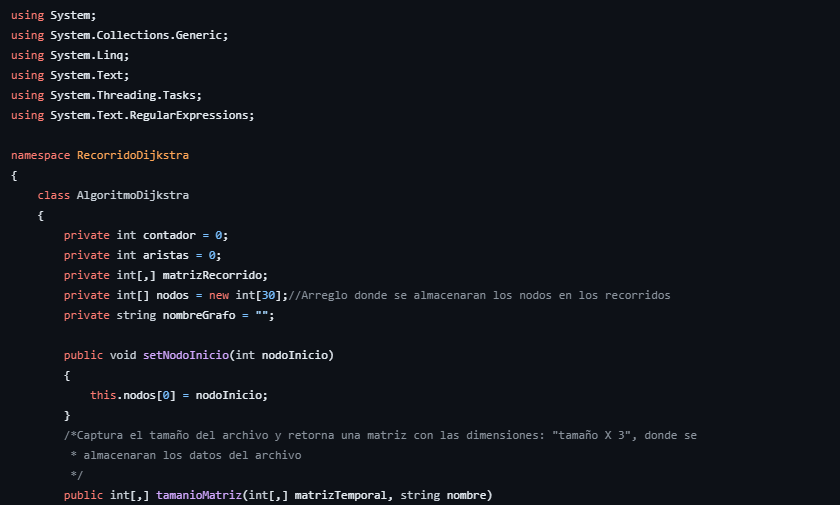 using System;
using System.Collections.Generic;
using System.Linq;
using System.Text;
using System.Threading.Tasks;
using System.Text.RegularExpressions;

namespace RecorridoDijkstra
{
    class AlgoritmoDijkstra
    {
        private int contador = 0;
        private int aristas = 0;
        private int[,] matrizRecorrido;
        private int[] nodos = new int[30];//Arreglo donde se almacenaran los nodos en los recorridos
        private string nombreGrafo = "";

        public void setNodoInicio(int nodoInicio)
        {
            this.nodos[0] = nodoInicio;
        }
        /*Captura el tamaño del archivo y retorna una matriz con las dimensiones: "tamaño X 3", donde se
         * almacenaran los datos del archivo
         */
        public int[,] tamanioMatriz(int[,] matrizTemporal, string nombre)